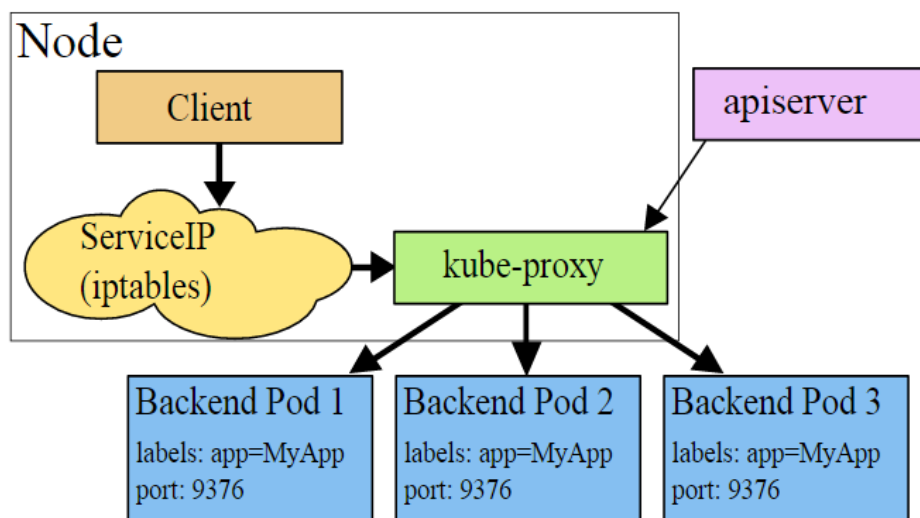 Node
Client
apiserver
ServiceIP
(iptables)
kube-proxy
Backend Pod 1
labels: app=MyApp
port: 9376
Backend Pod 2
labels: app=MyApp
port: 9376
Backend Pod 3
labels: app=MyApp
port: 9376